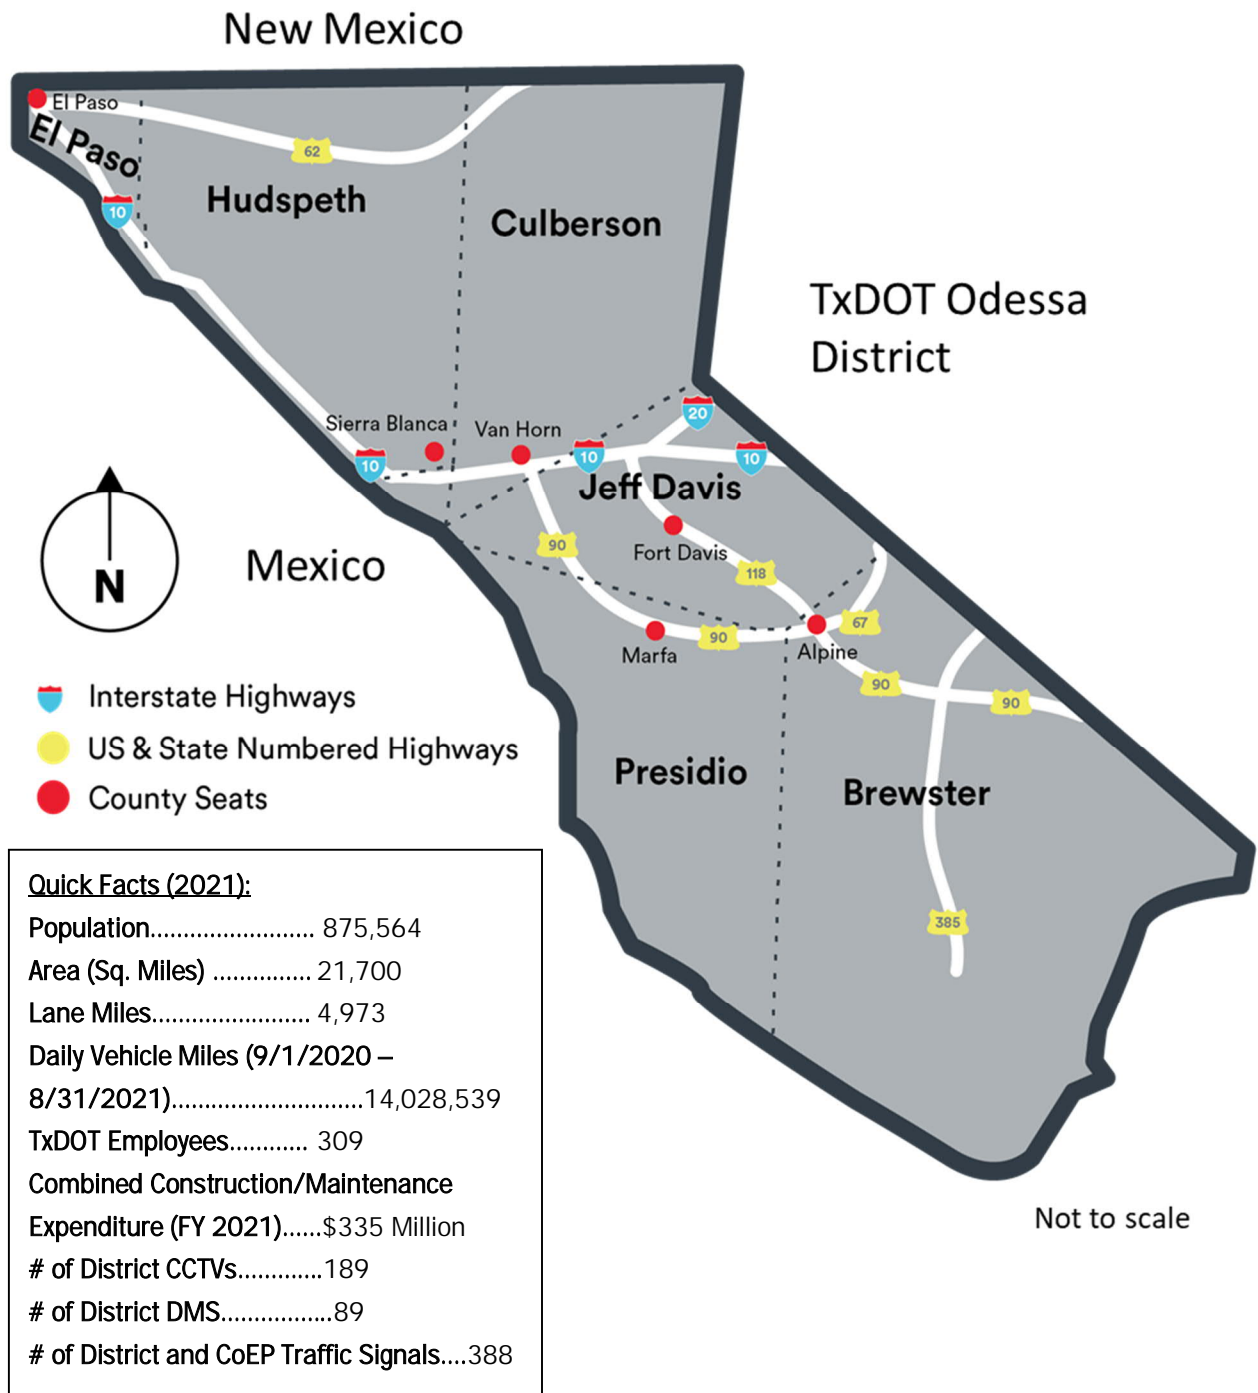 New Mexico
El Paso
El Paso
62
10
Hudspeth
Culberson
TxDOT Odessa
District
20
Sierra Blanca
Van Horn
10
10
10
Jeff Davis
N
Mexico
90
Fort Davis
118
90
67
Marfa
Alpine
90
90
Interstate Highways
US & State Numbered Highways
County Seats
Presidio
Brewster
385
Quick Facts (2021):
Population......................... 875,564
Area (Sq. Miles) ............... 21,700
Lane Miles........................ 4,973
Daily Vehicle Miles (9/1/2020 –
8/31/2021).............................14,028,539
TxDOT Employees............ 309
Combined Construction/Maintenance
Expenditure (FY 2021)......$335 Million
# of District CCTVs.............189
# of District DMS.................89
# of District and CoEP Traffic Signals....388
Not to scale